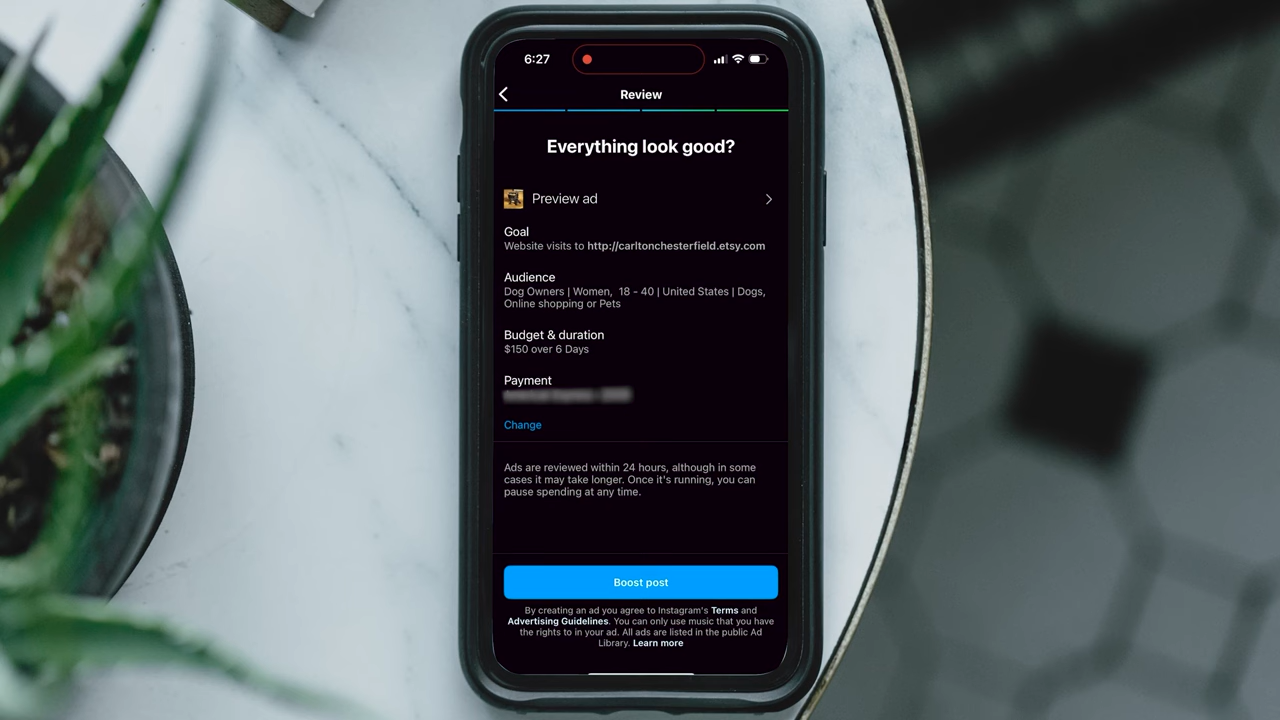 6:27
Review
Everything look good?
Preview ad
Goal
Website visits to http://carltonchesterfield.etsy.com
Audience
Dog Owners | Women, 18 - 40 | United States | Dogs,
Online shopping or Pets
Budget & duration
$150 over 6 Days
Payment
Change
Ads are reviewed within 24 hours, although in some
cases it may take longer. Once it's running, you can
pause spending at any time.
Boost post
By creating an ad you agree to Instagram's Terms and
Advertising Guidelines. You can only use music that you have
the rights to in your ad. All ads are listed in the public Ad
Library. Learn more